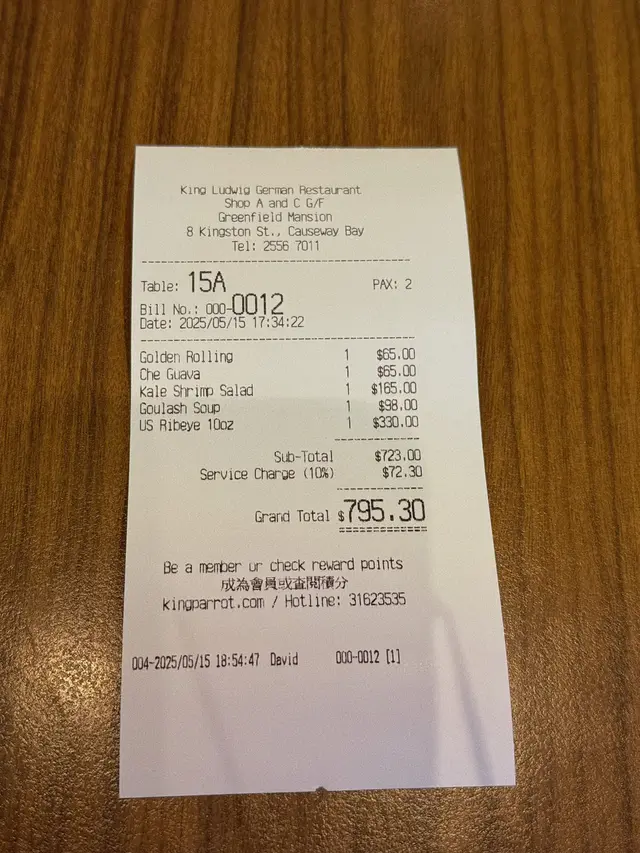 King Ludwig German Restaurant
Shop A and C G/F
Greenfield Mansion
8 Kingston St., Causeway Bay
Tel: 2556 7011
Table: 15A PAX: 2
Bill No.: 000-0012
Date: 2025/05/15 17:34:22
Golden Rolling 1 $65.00
Che Guava 1 $65.00
Kale Shrimp Salad 1 $165.00
Goulash Soup 1 $98.00
US Ribeye 10oz 1 $330.00
Sub-Total $723.00
Service Charge (10%) $72.30
Grand Total $795.30
Be a member or check reward points
成為會員或查閱積分
kingparrot.com / Hotline: 31623535
004-2025/05/15 18:54:47 David 000-0012 [1]